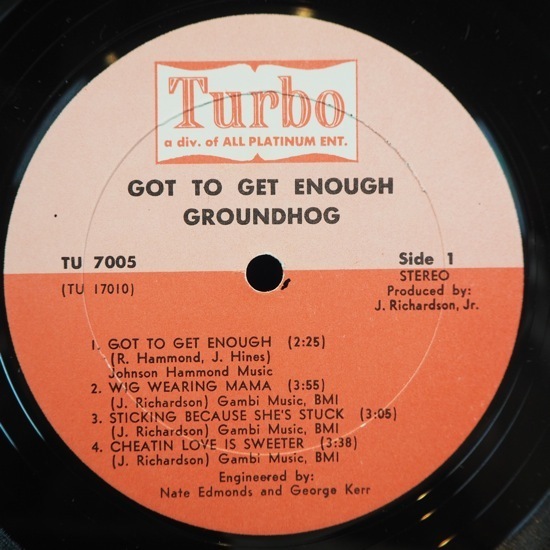 Turbo
a div. of ALL PLATINUM ENT.
GOT TO GET ENOUGH
GROUNDHOG
TU 7005
(TU 17010)
Side 1
STEREO
Produced by:
J. Richardson, Jr.
1. GOT TO GET ENOUGH (2:25)
(R. Hammond, J. Hines)
Johnson Hammond Music
2. WIG WEARING MAMA (3:55)
(J. Richardson) Gambi Music, BMI
3. STICKING BECAUSE SHE'S STUCK (3:05)
(J. Richardson) Gambi Music, BMI
4. CHEATIN LOVE IS SWEETER (3:38)
(J. Richardson) Gambi Music, BMI
Engineered by:
Nate Edmonds and George Kerr